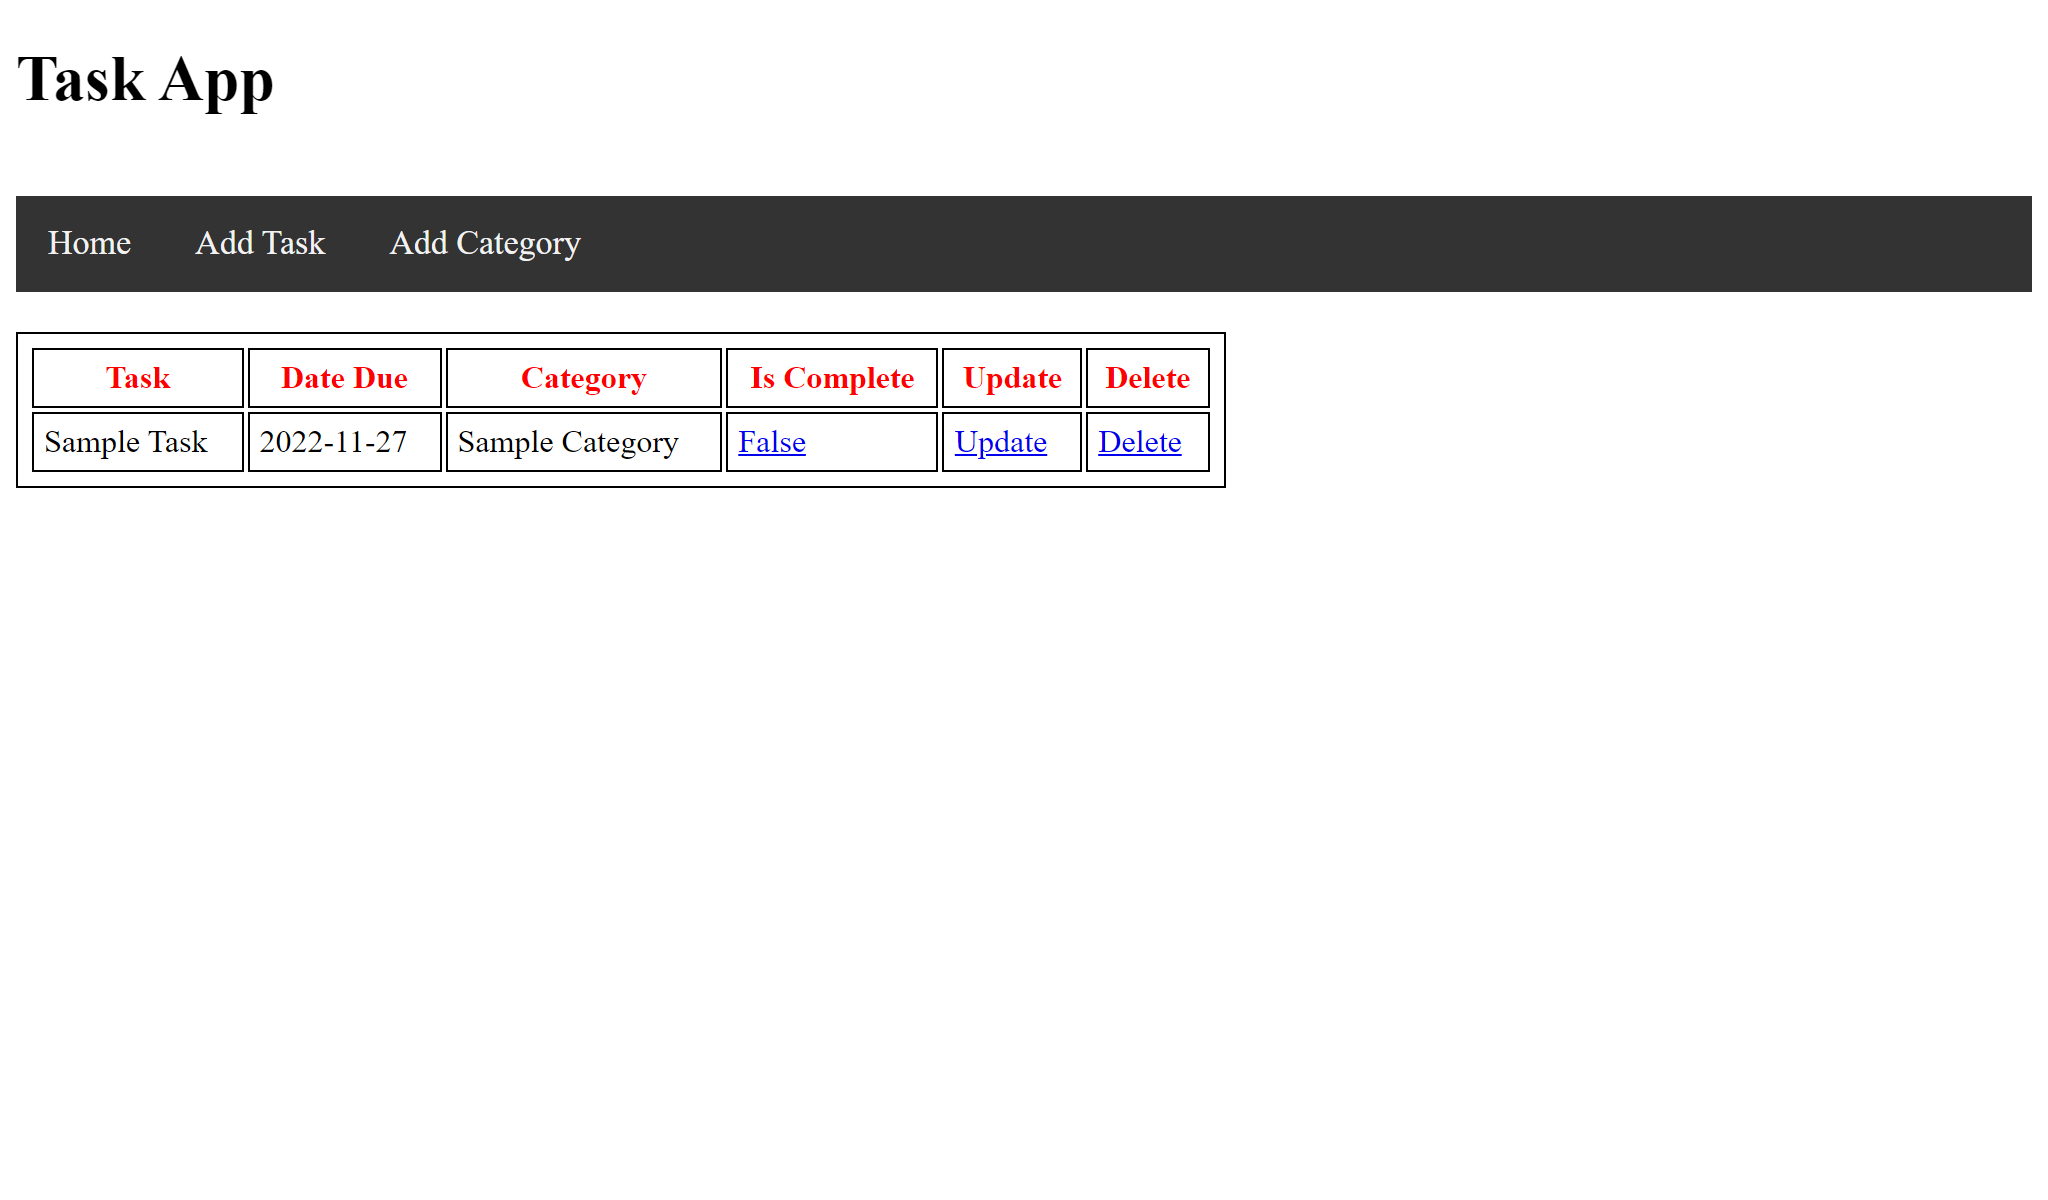 Task App
Home Add Task Add Category
Task Date Due Category Is Complete Update Delete
Sample Task 2022-11-27 Sample Category False Update Delete